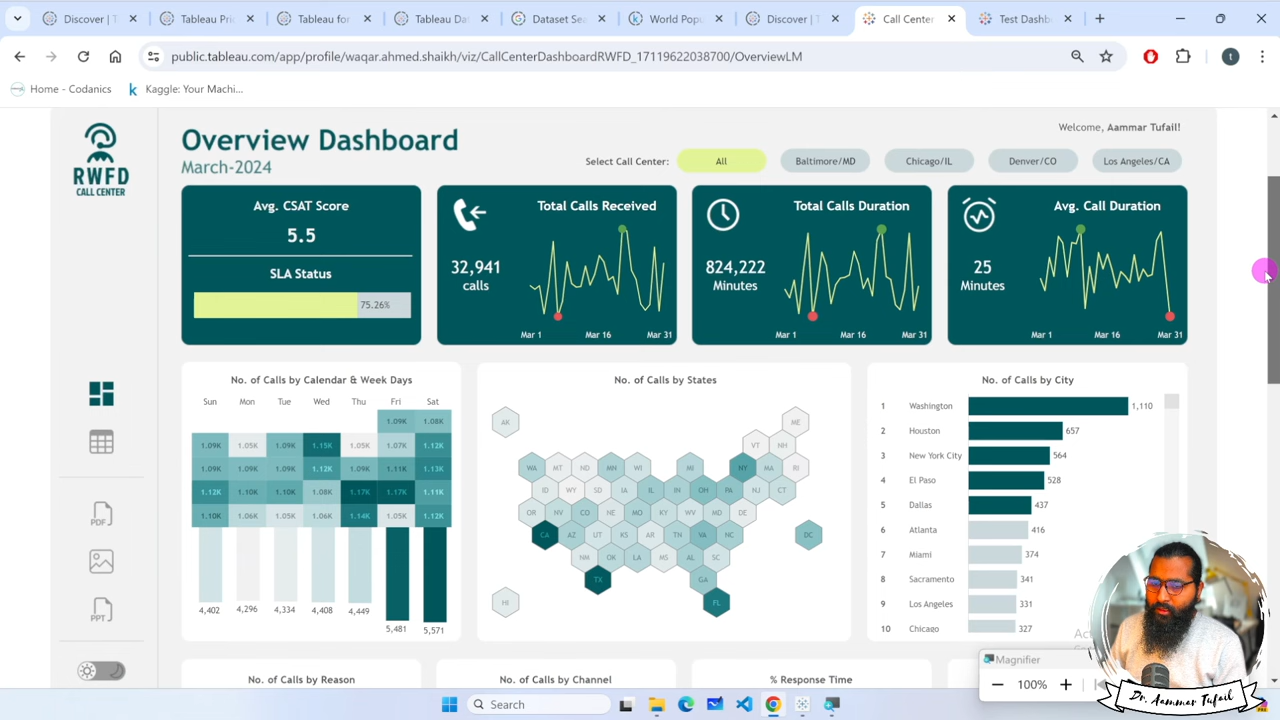 Discover | T
Tableau Pric
Tableau for
Tableau Dat
Dataset Sea
World Popu
Discover | T
Call Center
Test Dashb
public.tableau.com/app/profile/waqar.ahmed.shaikh/viz/CallCenterDashboardRWFD_17119622038700/OverviewLM
t
Home - Codanics
Kaggle: Your Machi...
RWFD
CALL CENTER
Overview Dashboard
March-2024
Welcome, Aammar Tufail!
Select Call Center:
All
Baltimore/MD
Chicago/IL
Denver/CO
Los Angeles/CA
Avg. CSAT Score
5.5
SLA Status
75.26%
Total Calls Received
32,941
calls
Mar 1 Mar 16 Mar 31
Total Calls Duration
824,222
Minutes
Mar 1 Mar 16 Mar 31
Avg. Call Duration
25
Minutes
Mar 1 Mar 16 Mar 31
No. of Calls by Calendar & Week Days
Sun Mon Tue Wed Thu Fri Sat
1.09K 1.08K
1.09K 1.05K 1.09K 1.15K 1.05K 1.07K 1.12K
1.09K 1.09K 1.09K 1.12K 1.09K 1.11K 1.13K
1.12K 1.10K 1.10K 1.08K 1.17K 1.17K 1.11K
1.10K 1.06K 1.05K 1.06K 1.14K 1.05K 1.12K
4,402 4,296 4,334 4,408 4,449 5,481 5,571
No. of Calls by States
AK ME
VT NH
WA MT ND MN WI MI NY MA RI
ID WY SD IA IL IN OH PA NJ CT
OR NV CO NE MO KY WV MD DE
CA AZ UT KS AR TN VA NC DC
NM OK LA MS AL SC
TX GA
HI FL
No. of Calls by City
1 Washington 1,110
2 Houston 657
3 New York City 564
4 El Paso 528
5 Dallas 437
6 Atlanta 416
7 Miami 374
8 Sacramento 341
9 Los Angeles 331
10 Chicago 327
PDF
PPT
No. of Calls by Reason
No. of Calls by Channel
% Response Time
Magnifier
100%
Search
Dr. Aammar Tufail